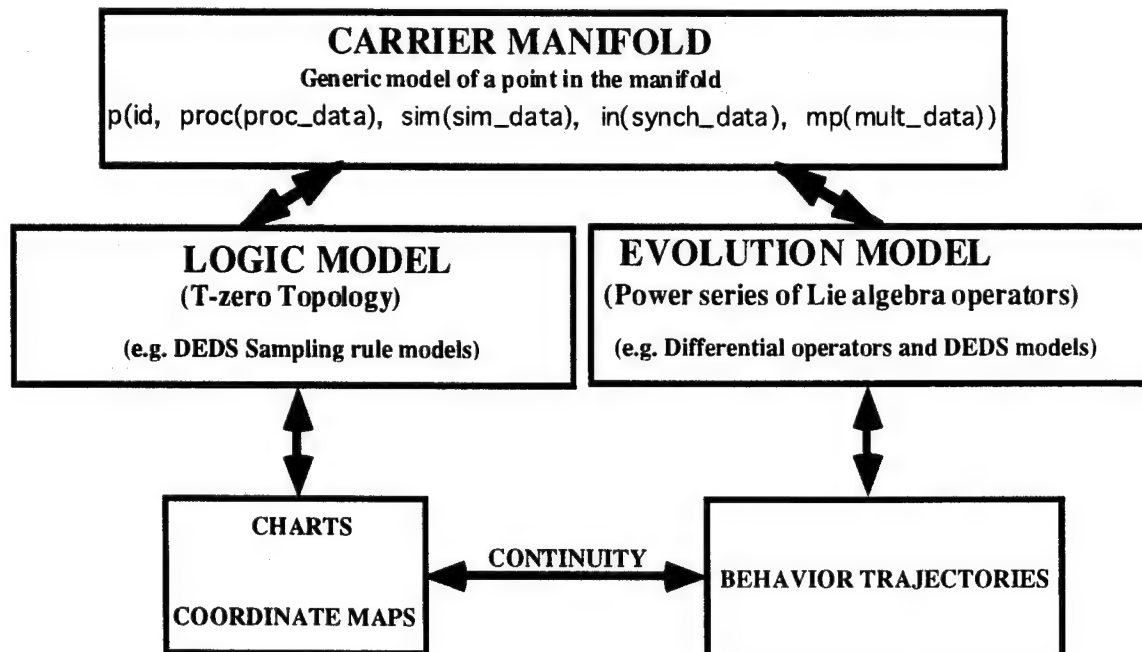 CARRIER MANIFOLD
Generic model of a point in the manifold
p(id, proc(proc_data), sim(sim_data), in(synch_data), mp(mult_data))
LOGIC MODEL
(T-zero Topology)
(e.g. DEDS Sampling rule models)
EVOLUTION MODEL
(Power series of Lie algebra operators)
(e.g. Differential operators and DEDS models)
CHARTS
COORDINATE MAPS
CONTINUITY
BEHAVIOR TRAJECTORIES